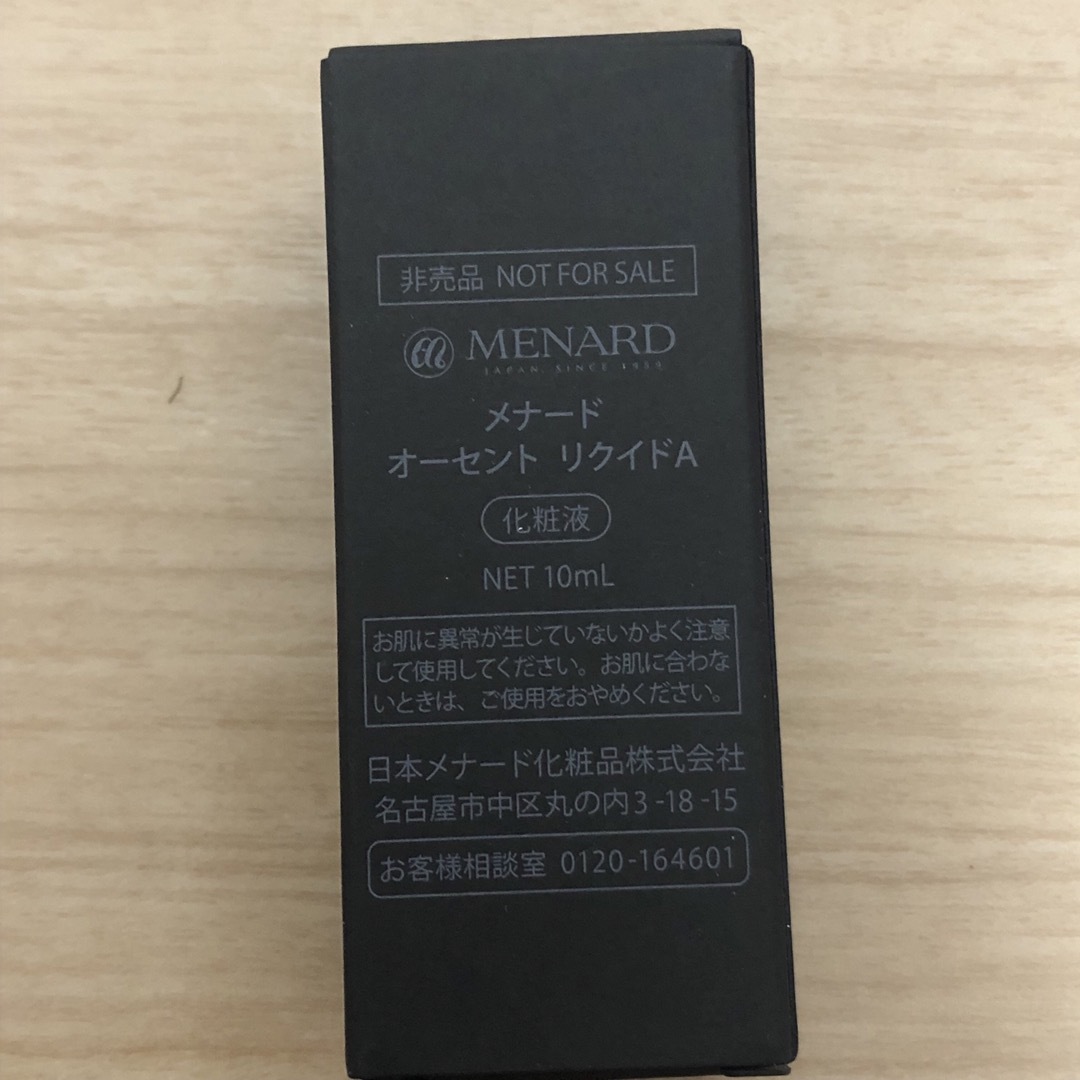 非売品 NOT FOR SALE
MENARD
JAPAN, SINCE 1959
メナード
オーセント リクイドA
化粧液
NET 10mL
お肌に異常が生じていないかよく注意
して使用してください。お肌に合わな
いときは、ご使用をおやめください。
日本メナード化粧品株式会社
名古屋市中区丸の内3-18-15
お客様相談室 0120-164601